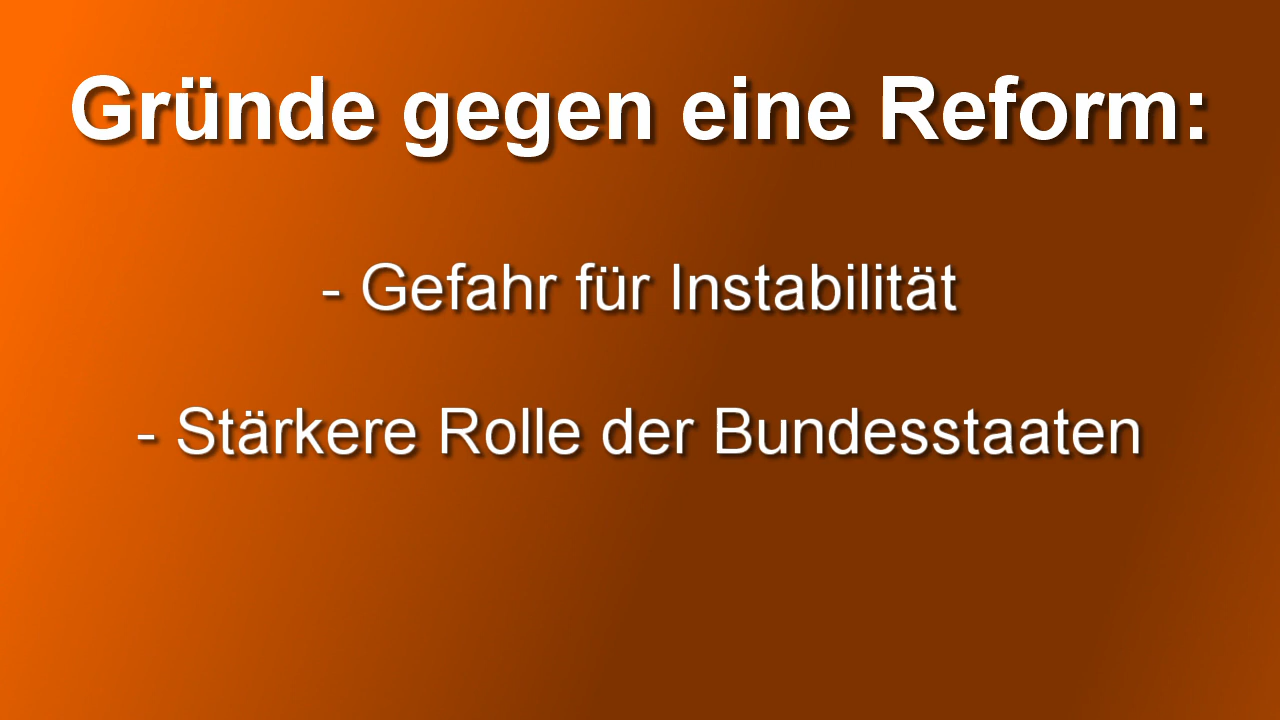 Gründe gegen eine Reform:
- Gefahr für Instabilität
- Stärkere Rolle der Bundesstaaten